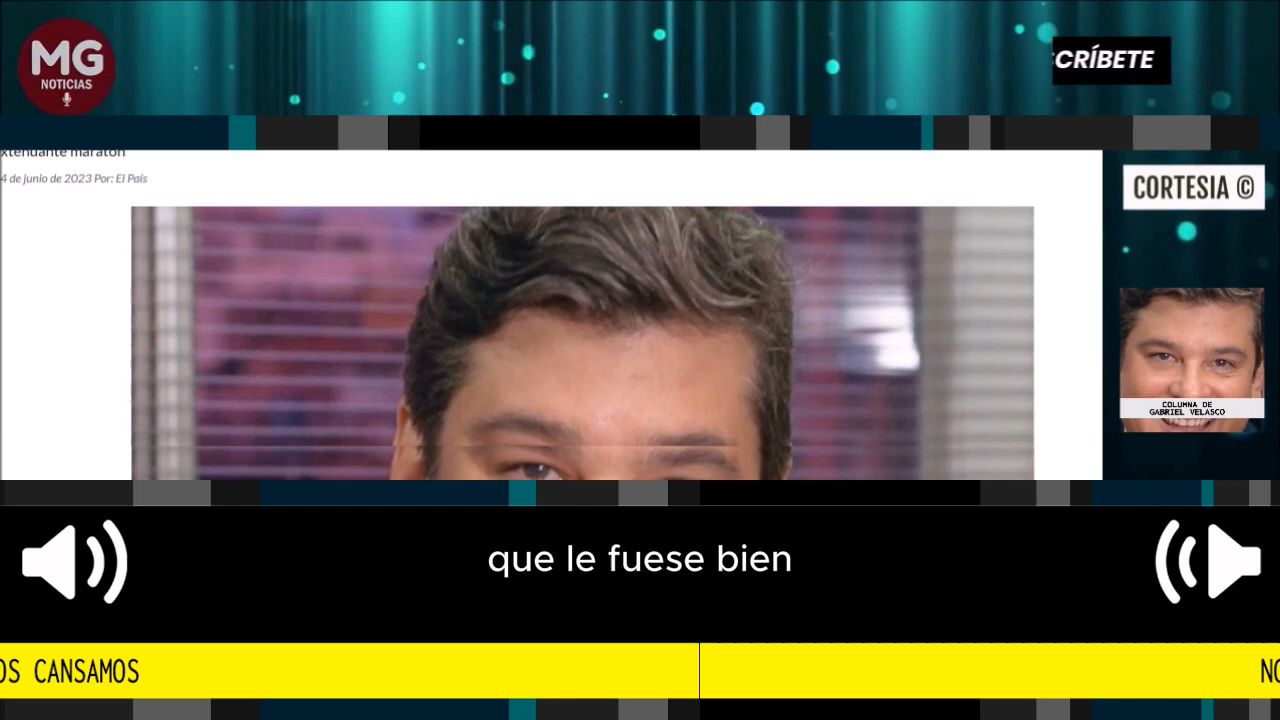 MG
NOTICIAS
CRÍBETE
xtenuante maratón
4 de junio de 2023 Por: El País
CORTESIA ©
COLUMNA DE
GABRIEL VELASCO
que le fuese bien
OS CANSAMOS
NO